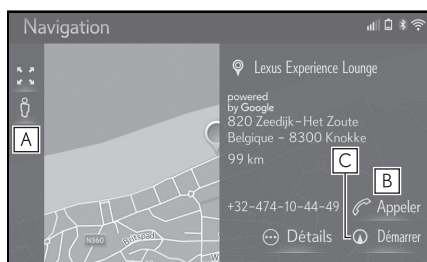 Navigation
A
Lexus Experience Lounge
powered
by Google
820 Zeedijk-Het Zoute
Belgique - 8300 Knokke
99 km
C
B
+32-474-10-44-49
Appeler
Détails
Démarrer
N360